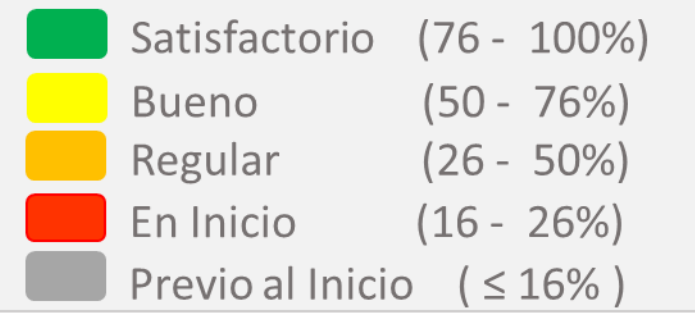 Satisfactorio (76 - 100%)
Bueno (50 - 76%)
Regular (26 - 50%)
En Inicio (16 - 26%)
Previo al Inicio ( ≤ 16% )